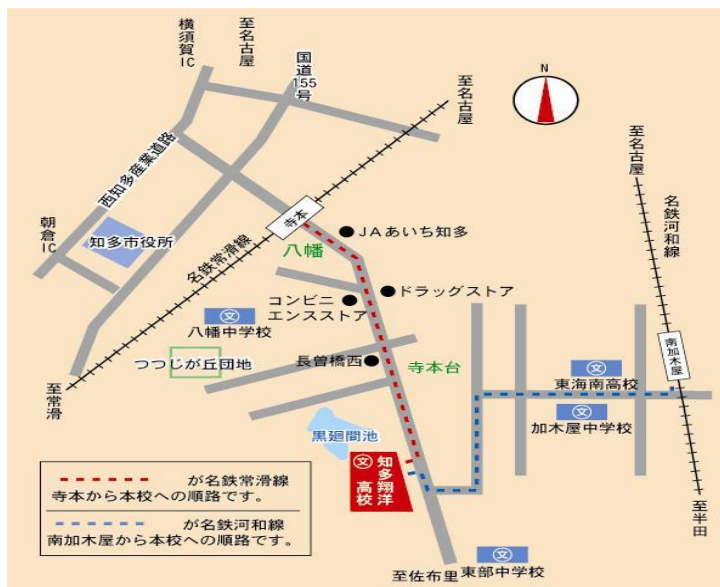 横須賀IC
至名古屋
国道155号
至名古屋
N
至名古屋
名鉄河和線
西知多産業道路
朝倉IC
知多市役所
名鉄常滑線
寺本
JAあいち知多
八幡
コンビニ
エンスストア
ドラッグストア
文
八幡中学校
つつじが丘団地
長曽橋西
寺本台
南加木屋
文
東海南高校
文
加木屋中学校
至常滑
黒廻間池
文
知多翔洋
高校
至半田
が名鉄常滑線
寺本から本校への順路です。
が名鉄河和線
南加木屋から本校への順路です。
文
東部中学校
至佐布里